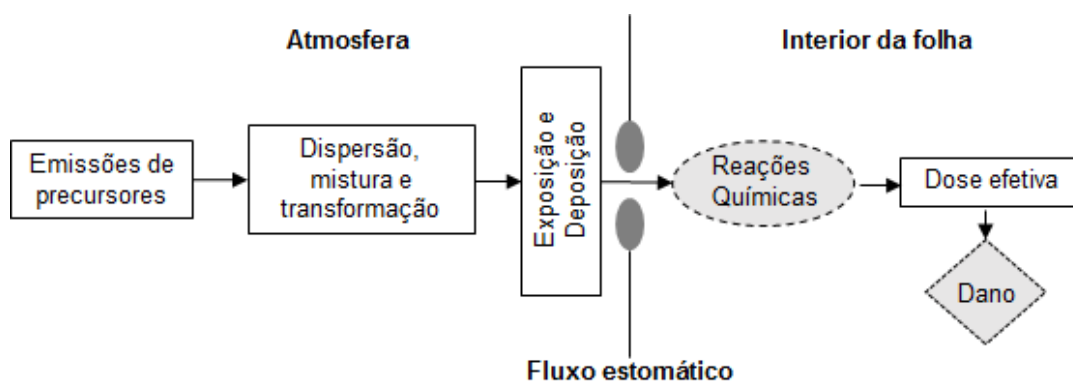 Atmosfera
Interior da folha
Emissões de
precursores
Dispersão,
mistura e
transformação
Exposição e
Deposição
Reações
Químicas
Dose efetiva
Dano
Fluxo estomático